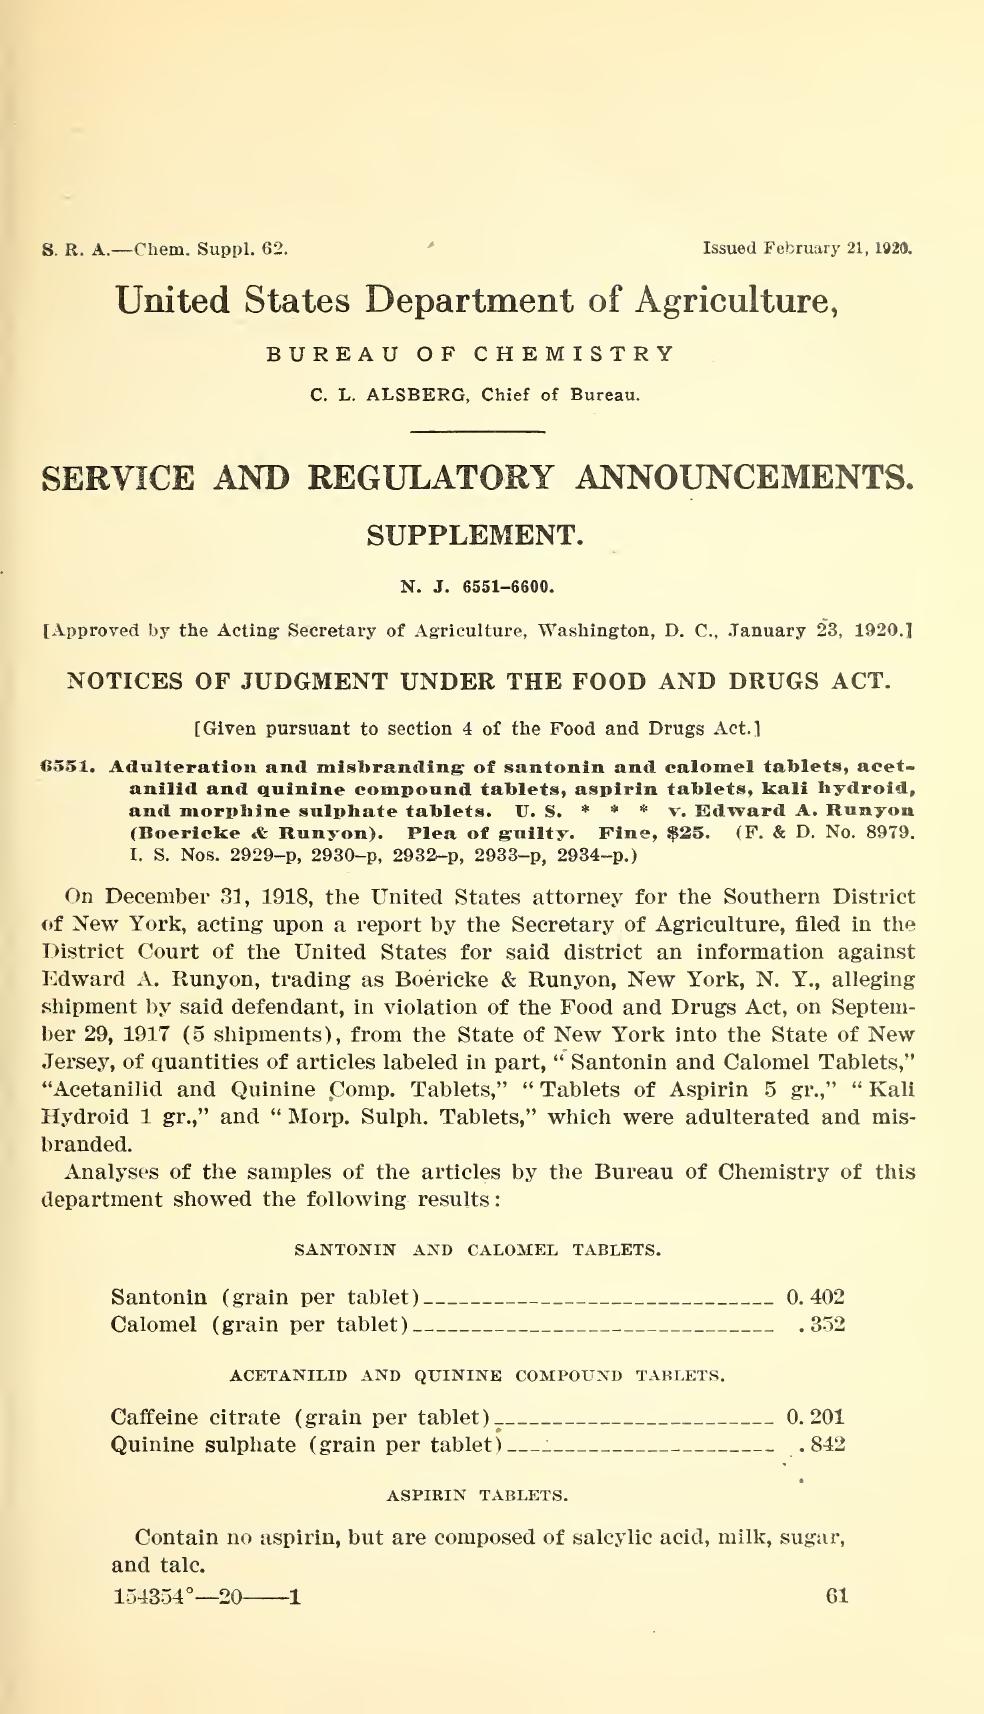 S. R. A.—Chem. Suppl. 62.
Issued February 21, 1920.
United States Department of Agriculture,
BUREAU OF CHEMISTRY
C. L. ALSBERG, Chief of Bureau.
SERVICE AND REGULATORY ANNOUNCEMENTS.
SUPPLEMENT.
N. J. 6551–6600.
[Approved by the Acting Secretary of Agriculture, Washington, D. C., January 23, 1920.]
NOTICES OF JUDGMENT UNDER THE FOOD AND DRUGS ACT.
[Given pursuant to section 4 of the Food and Drugs Act.]
6551. Adulteration and misbranding of santonin and calomel tablets, acet-
anilid and quinine compound tablets, aspirin tablets, kali hydroid,
and morphine sulphate tablets. U. S. * * * v. Edward A. Runyon
(Boericke & Runyon). Plea of guilty. Fine, $25. (F. & D. No. 8979.
I. S. Nos. 2929–p, 2930–p, 2932–p, 2933–p, 2934–p.)
On December 31, 1918, the United States attorney for the Southern District
of New York, acting upon a report by the Secretary of Agriculture, filed in the
District Court of the United States for said district an information against
Edward A. Runyon, trading as Boericke & Runyon, New York, N. Y., alleging
shipment by said defendant, in violation of the Food and Drugs Act, on Septem-
ber 29, 1917 (5 shipments), from the State of New York into the State of New
Jersey, of quantities of articles labeled in part, “Santonin and Calomel Tablets,”
“Acetanilid and Quinine Comp. Tablets,” “Tablets of Aspirin 5 gr.,” “Kali
Hydroid 1 gr.,” and “Morp. Sulph. Tablets,” which were adulterated and mis-
branded.
Analyses of the samples of the articles by the Bureau of Chemistry of this
department showed the following results:
SANTONIN AND CALOMEL TABLETS.
Santonin (grain per tablet) 0.402
Calomel (grain per tablet) .352
ACETANILID AND QUININE COMPOUND TABLETS.
Caffeine citrate (grain per tablet) 0.201
Quinine sulphate (grain per tablet) .842
ASPIRIN TABLETS.
Contain no aspirin, but are composed of salcylic acid, milk, sugar,
and talc.
154354°—20——1
61